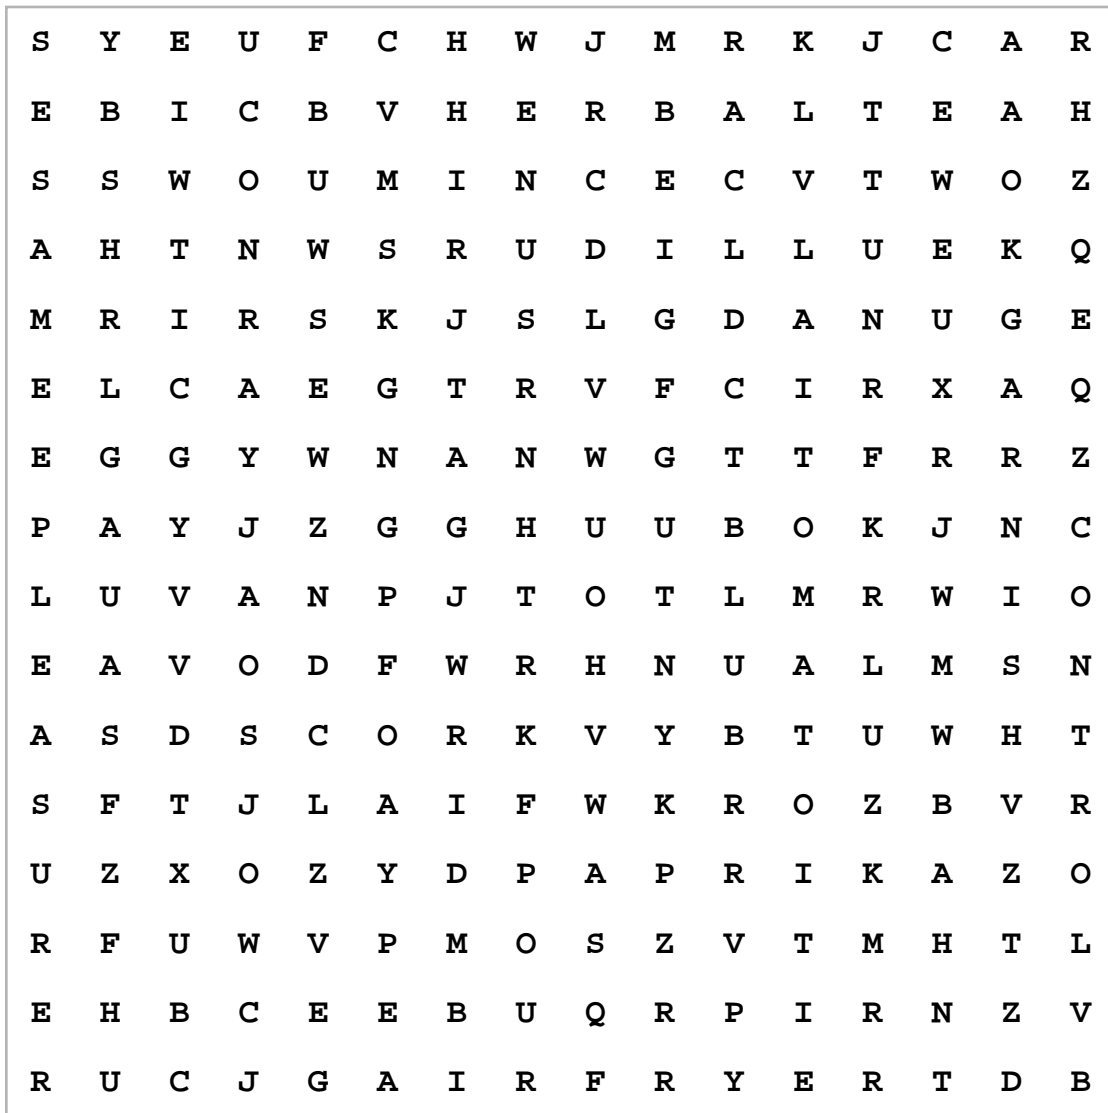 S Y E U F C H W J M R K J C A R
E B I C B V H E R B A L T E A H
S S W O U M I N C E C V T W O Z
A H T N W S R U D I L L U E K Q
M R I R S K J S L G D A N U G E
E L C A E G T R V F C I R X A Q
E G G Y W N A N W G T T F R R Z
P A Y J Z G G H U U B O K J N C
L U V A N P J T O T L M R W I O
E A V O D F W R H N U A L M S N
A S D S C O R K V Y B T U W H T
S F T J L A I F W K R O Z B V R
U Z X O Z Y D P A P R I K A Z O
R F U W V P M O S Z V T M H T L
E H B C E E B U Q R P I R N Z V
R U C J G A I R F R Y E R T D B